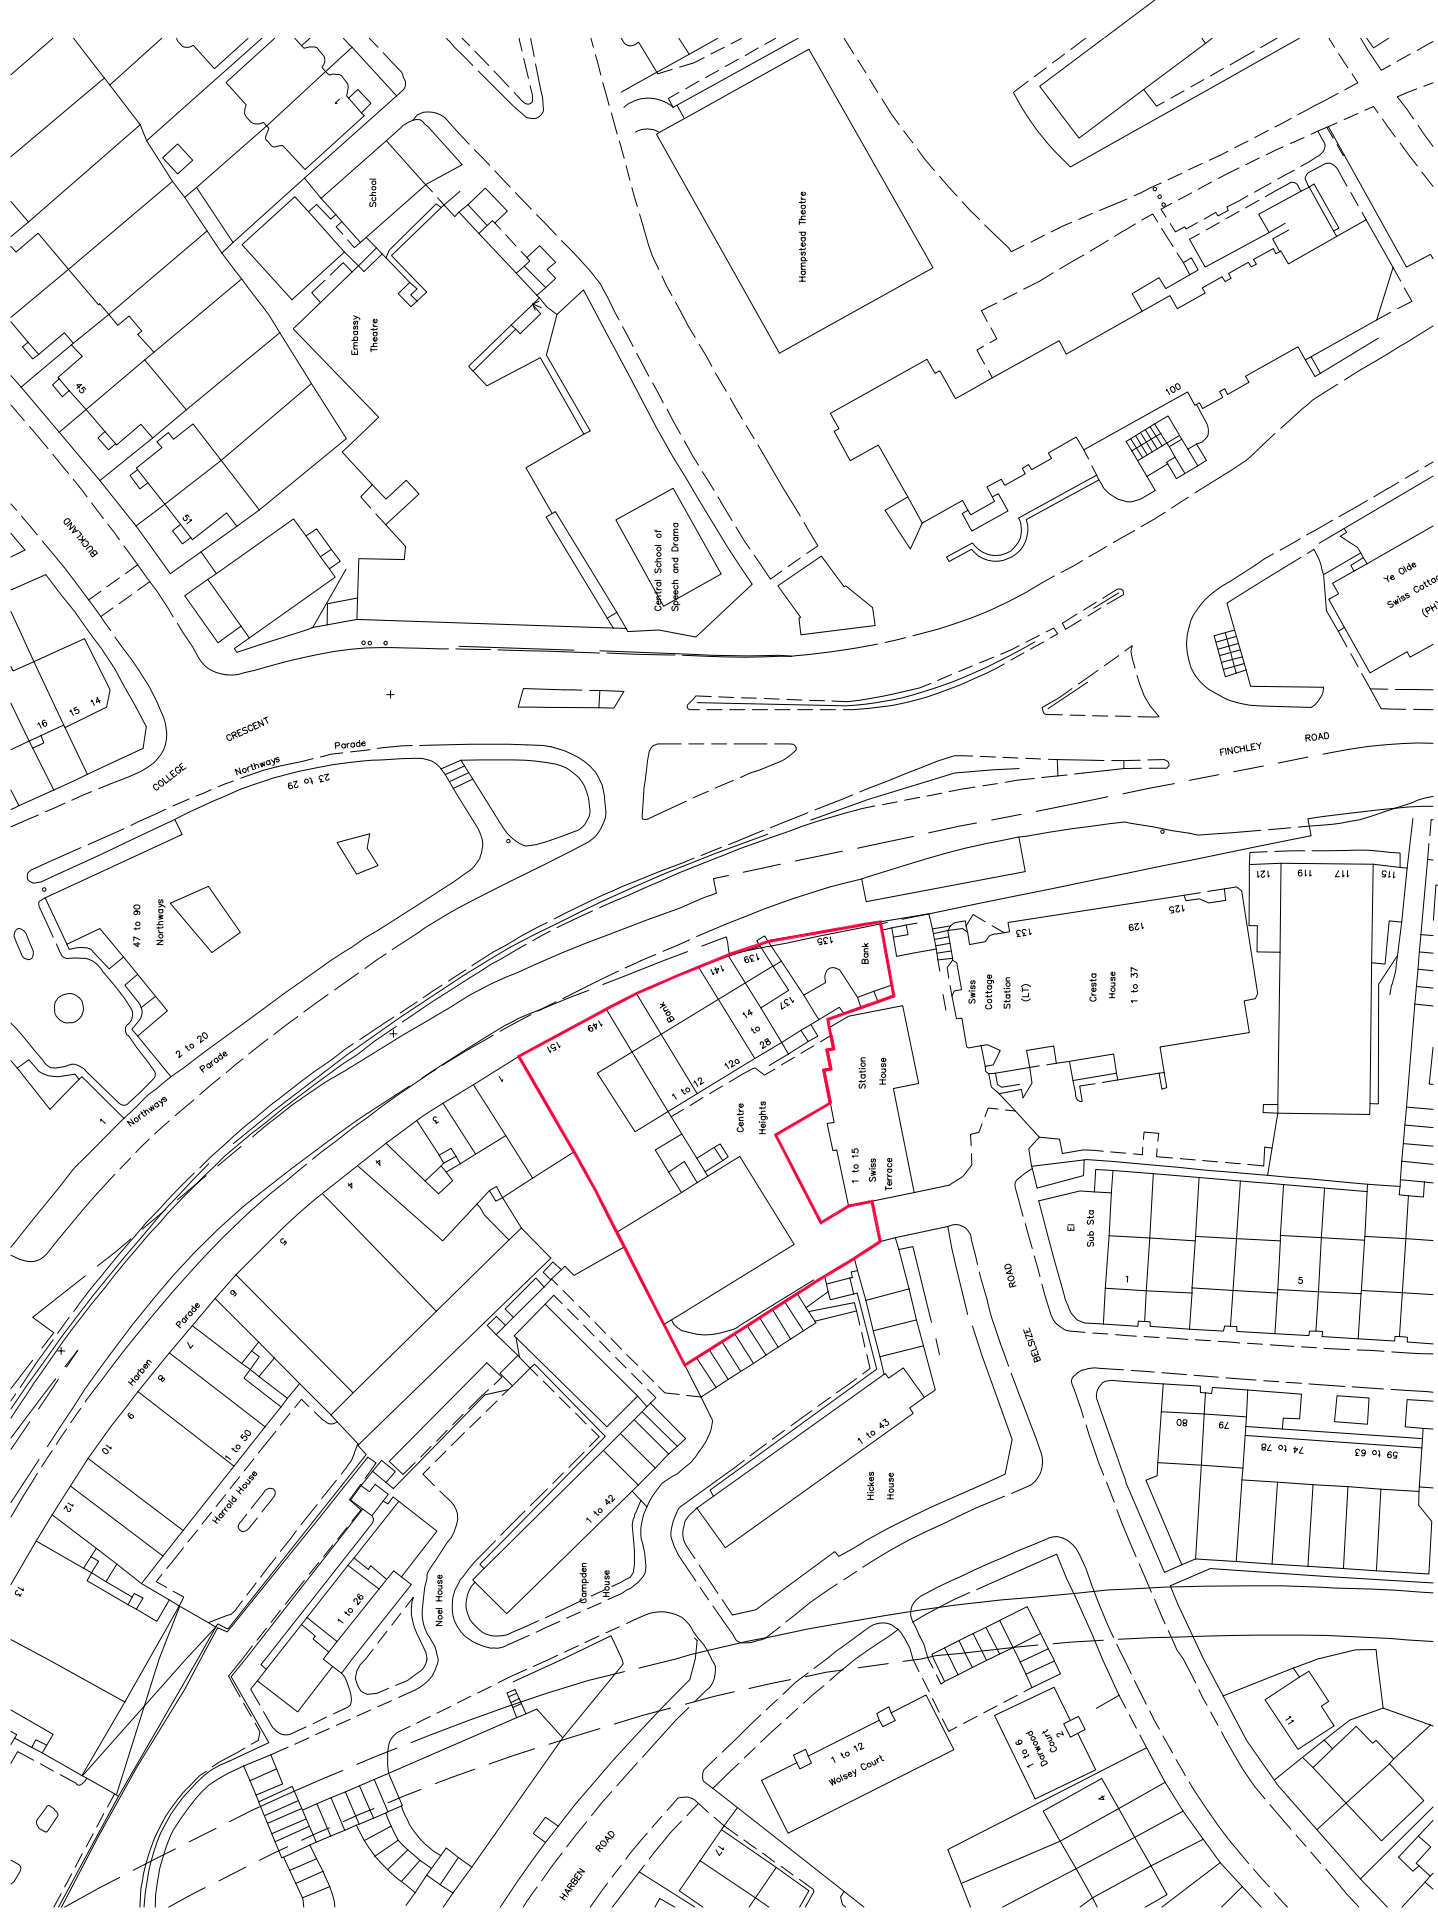 School
Hampstead Theatre
Embassy
Theatre
45
51
100
BUCKLAND
Central School of
Speech and Drama
Ye Olde
Swiss Cottag
(PH)
16
15
14
COLLEGE
CRESCENT
Northways
Parade
23 to 29
FINCHLEY
ROAD
47 to 90
Northways
121
119
117
115
125
129
133
135
Bank
139
141
137
14
to
28
Bank
149
151
12a
1 to 12
Swiss
Cottage
Station
(LT)
Cresta
House
1 to 37
2 to 20
Parade
Northways
1
Station
House
Centre
Heights
1 to 15
Swiss
Terrace
1
3
4
4
5
6
7
8
9
10
12
13
Parade
Harben
El
Sub Sta
1
5
ROAD
BELSIZE
80
79
74 to 78
59 to 63
1 to 43
Hickes
House
1 to 50
Harrold House
1 to 42
Campden
House
Noel House
1 to 26
1 to 12
Wolsey Court
1 to 6
Darwood
Court
2
11
4
17
HARBEN
ROAD